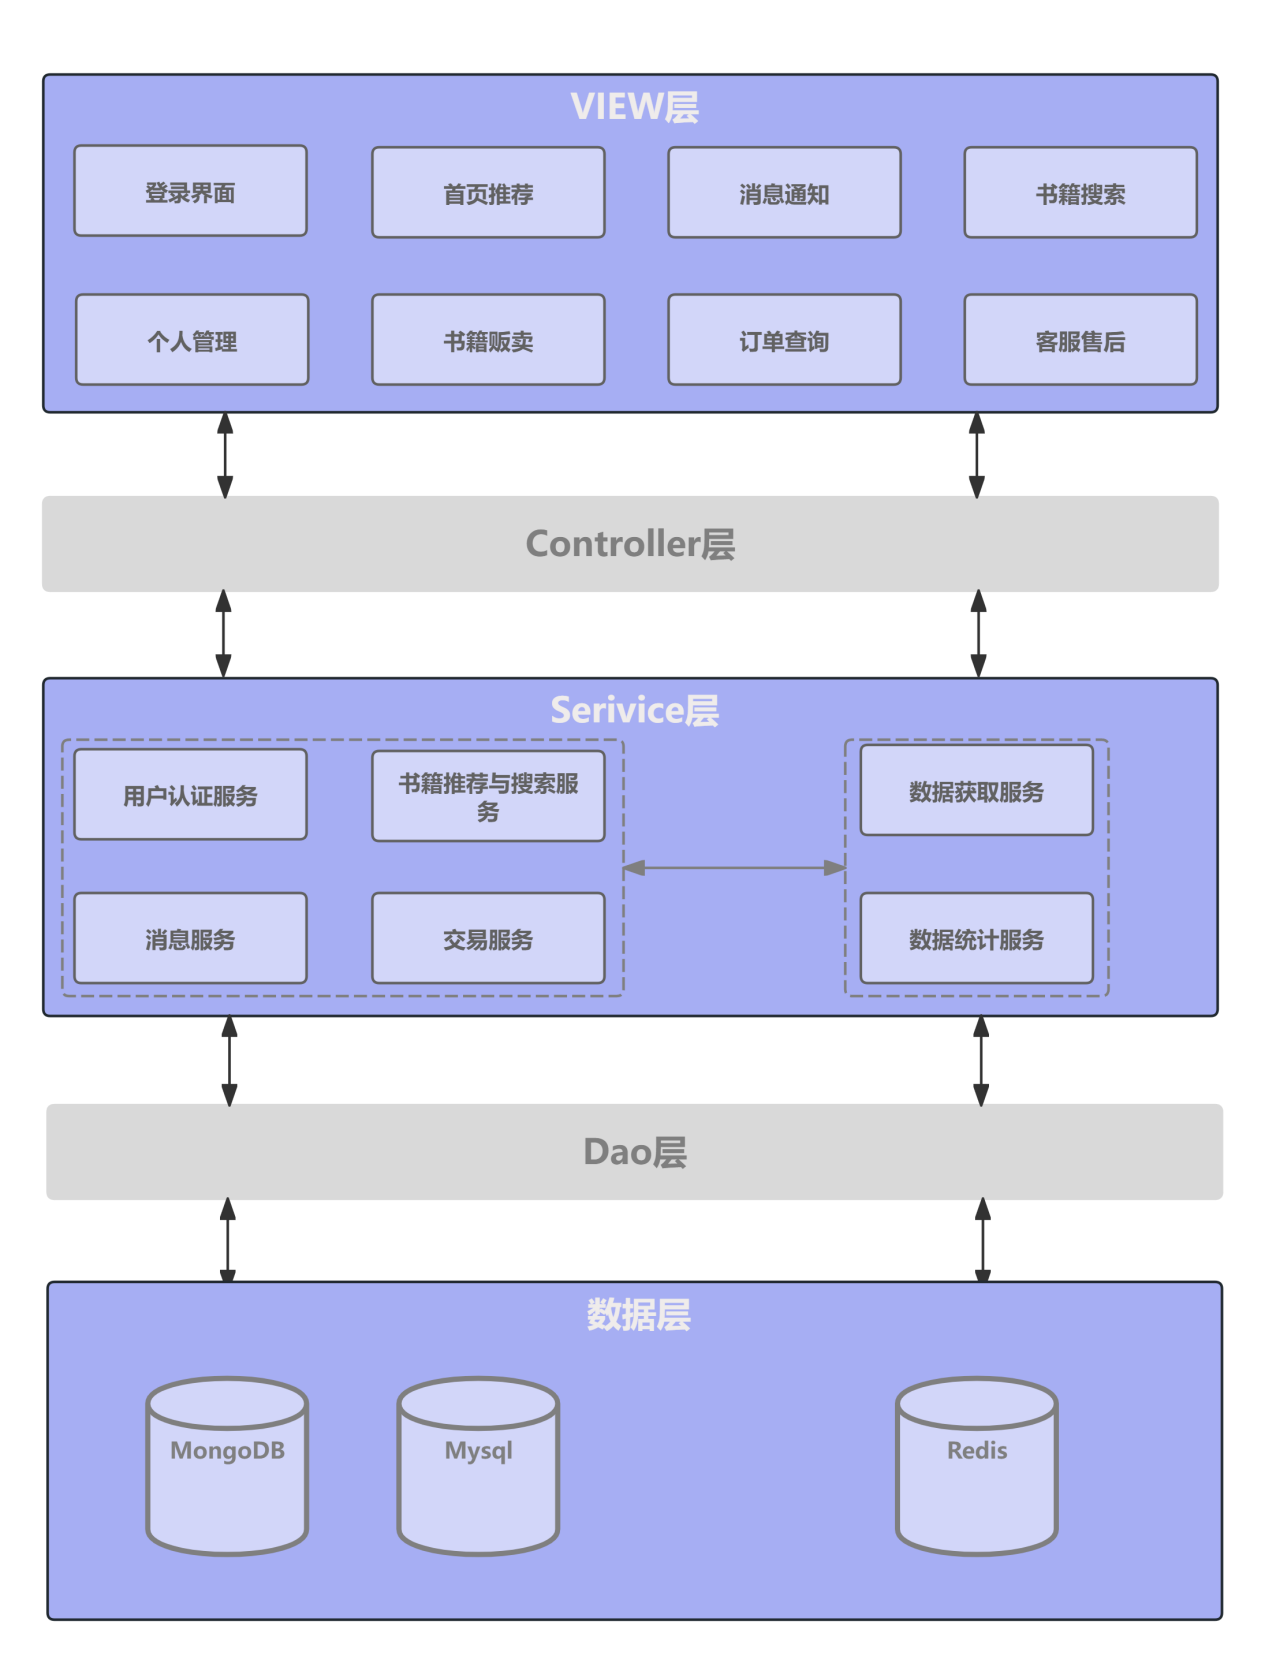 VIEW层
登录界面
首页推荐
消息通知
书籍搜索
个人管理
书籍贩卖
订单查询
客服售后
Controller层
Serivice层
用户认证服务
书籍推荐与搜索服
务
数据获取服务
消息服务
交易服务
数据统计服务
Dao层
数据层
MongoDB
Mysql
Redis